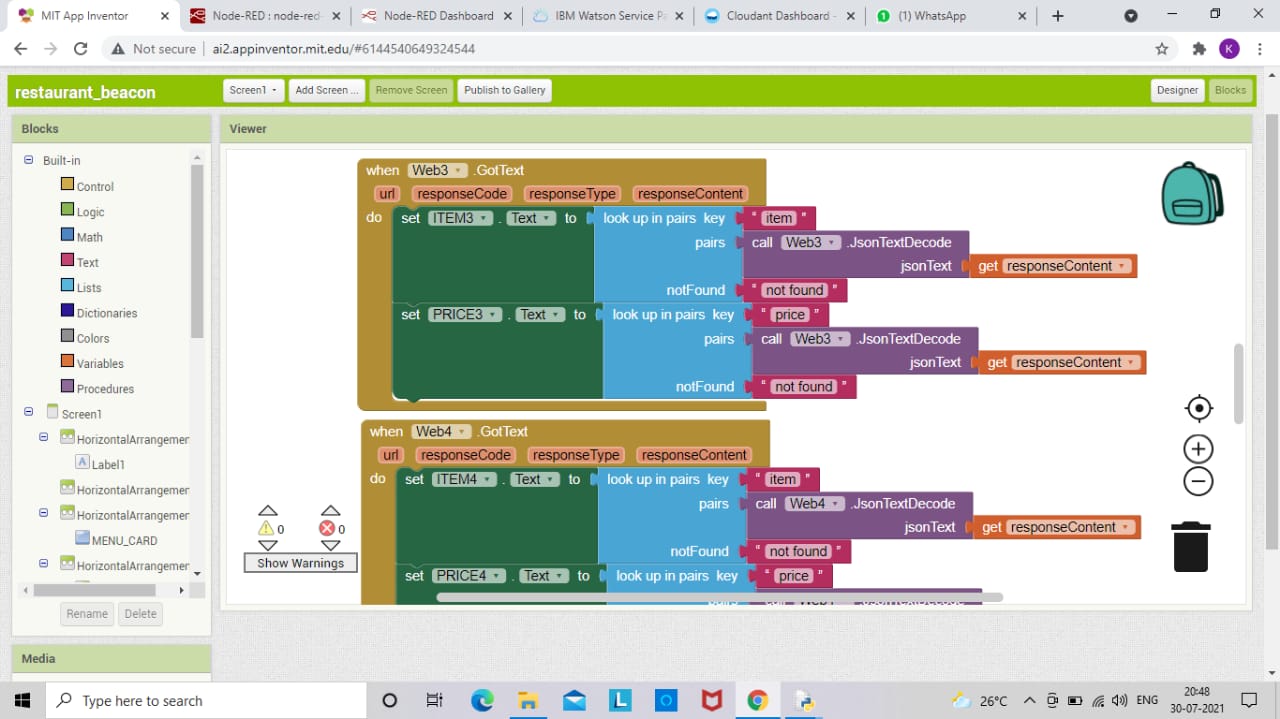 MIT App Inventor
Node-RED : node-red-
Node-RED Dashboard
IBM Watson Service Pa
Cloudant Dashboard -
(1) WhatsApp
Not secure
ai2.appinventor.mit.edu/#6144540649324544
K
restaurant_beacon
Screen1
Add Screen ...
Remove Screen
Publish to Gallery
Designer
Blocks
Blocks
Viewer
Built-in
Control
Logic
Math
Text
Lists
Dictionaries
Colors
Variables
Procedures
Screen1
HorizontalArrangemen
Label1
HorizontalArrangemen
HorizontalArrangemen
MENU_CARD
HorizontalArrangemen
Rename
Delete
Media
when Web3 .GotText
url responseCode responseType responseContent
do set ITEM3 . Text to look up in pairs key " item "
pairs call Web3 .JsonTextDecode
jsonText get responseContent
notFound " not found "
set PRICE3 . Text to look up in pairs key " price "
pairs call Web3 .JsonTextDecode
jsonText get responseContent
notFound " not found "
when Web4 .GotText
url responseCode responseType responseContent
do set ITEM4 . Text to look up in pairs key " item "
pairs call Web4 .JsonTextDecode
jsonText get responseContent
notFound " not found "
set PRICE4 . Text to look up in pairs key " price "
0
0
Show Warnings
Type here to search
L
26°C
ENG
20:48
30-07-2021